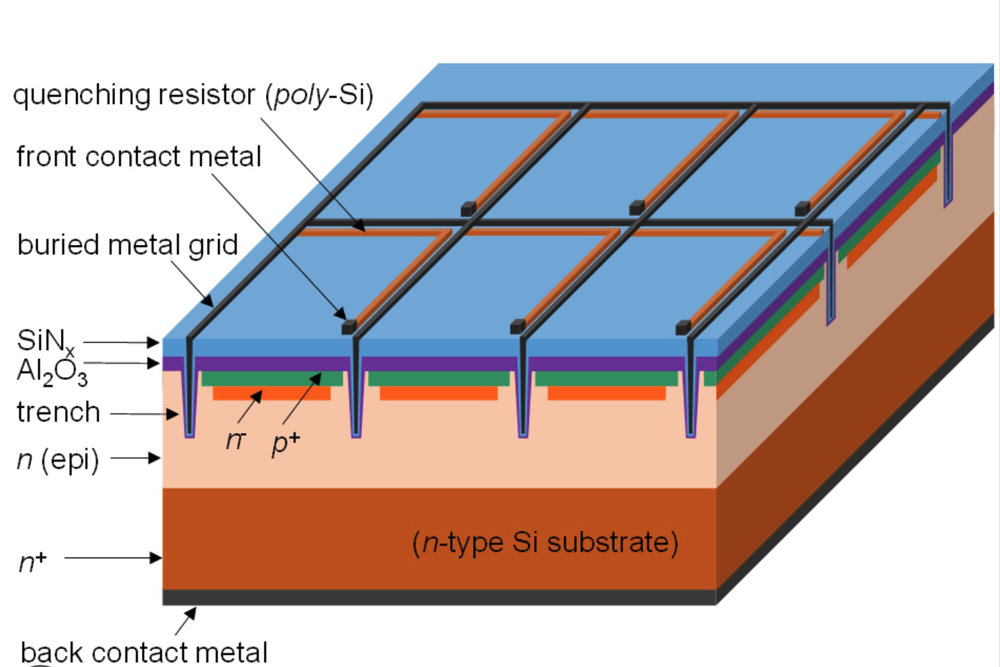 quenching resistor (poly-Si)
front contact metal
buried metal grid
SiNₓ
Al₂O₃
trench
n⁻
p⁺
n (epi)
(n-type Si substrate)
n⁺
back contact metal